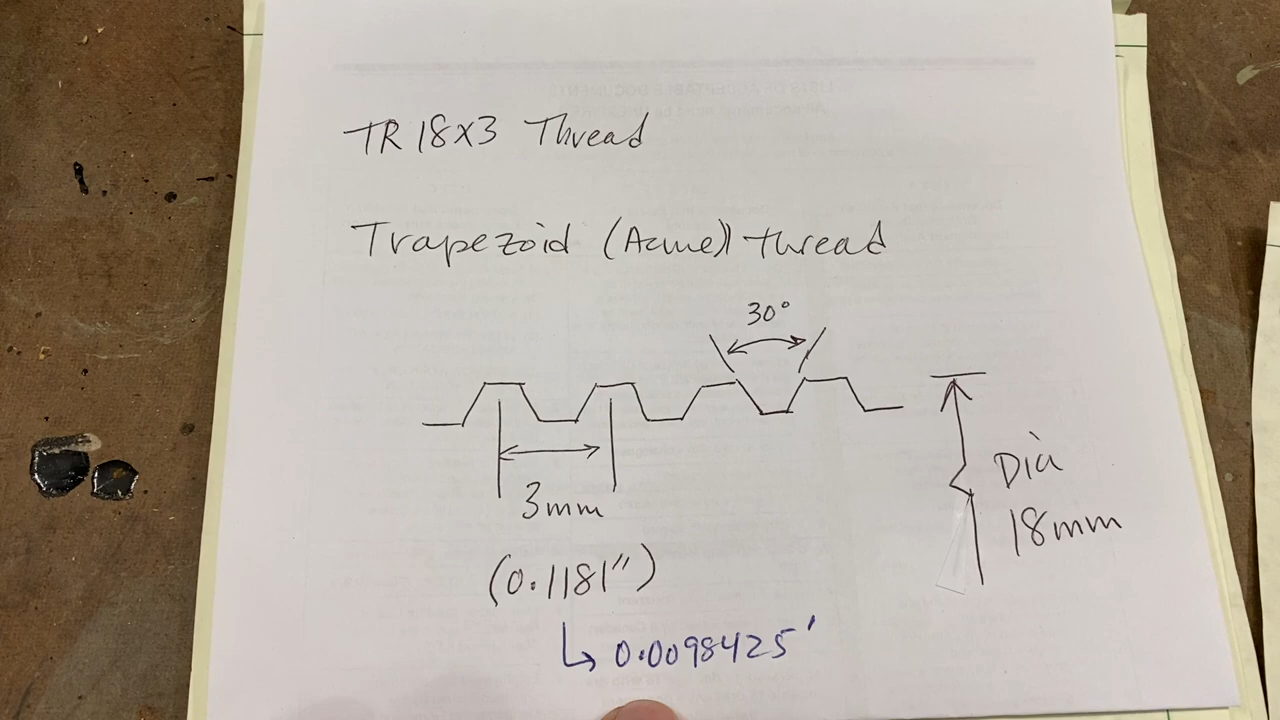 TR 18x3 Thread
Trapezoid (Acme) thread
30°
3mm
(0.1181")
↳ 0.0098425'
Dia
18mm